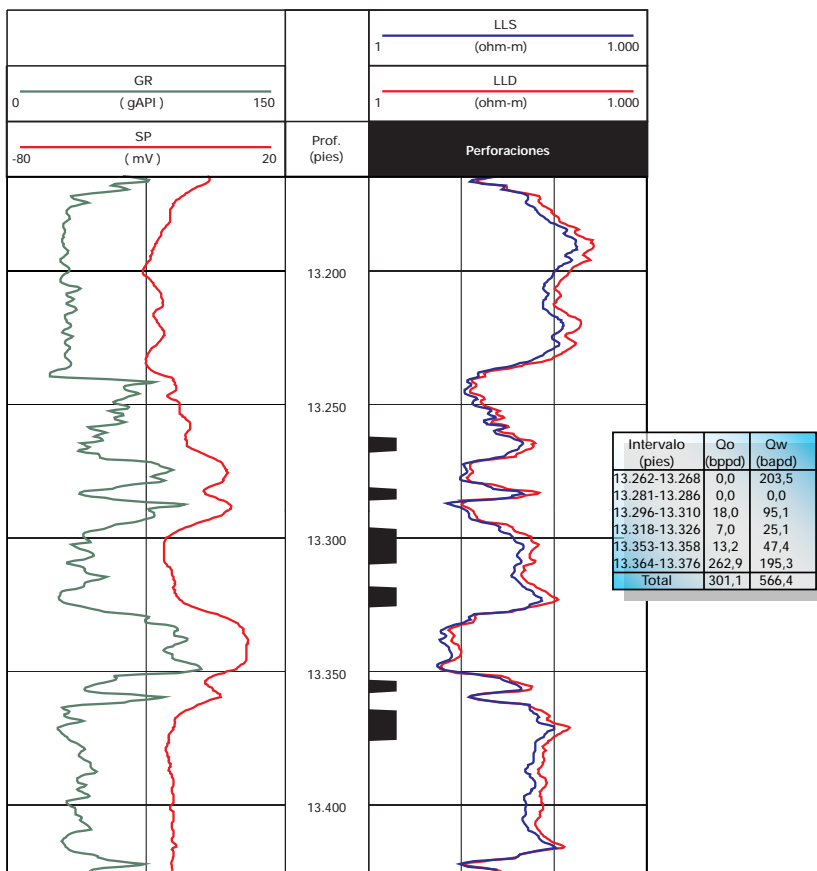 LLS
1 (ohm-m) 1.000
GR
0 ( gAPI ) 150
LLD
1 (ohm-m) 1.000
SP
-80 ( mV ) 20
Prof.
(pies)
Perforaciones
13.200
13.250
13.300
13.350
13.400
Intervalo Qo Qw
(pies) (bppd) (bapd)
13.262-13.268 0,0 203,5
13.281-13.286 0,0 0,0
13.296-13.310 18,0 95,1
13.318-13.326 7,0 25,1
13.353-13.358 13,2 47,4
13.364-13.376 262,9 195,3
Total 301,1 566,4